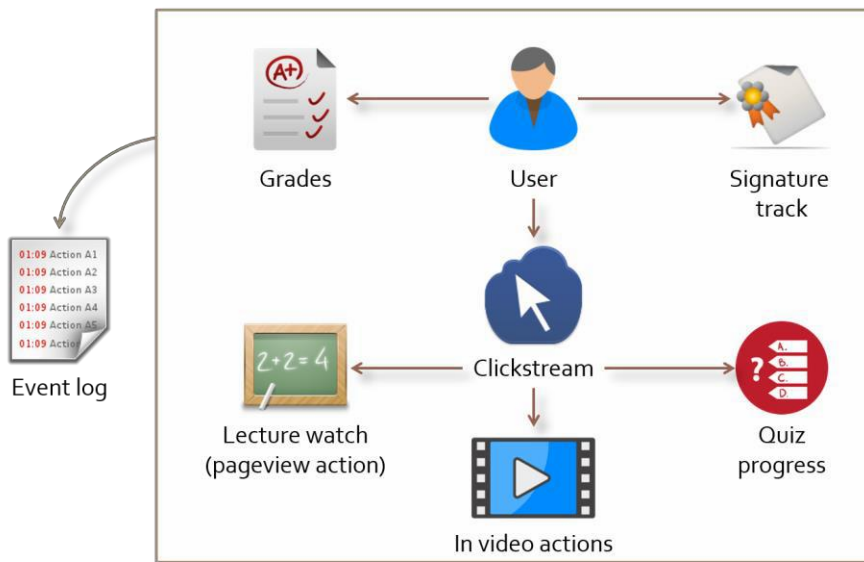 A+
Grades
User
Signature
track
01:09 Action A1
01:09 Action A2
01:09 Action A3
01:09 Action A4
01:09 Action A5
01:09 Action
Event log
2+2=4
Clickstream
?
A.
B.
C.
D.
Lecture watch
(pageview action)
Quiz
progress
In video actions